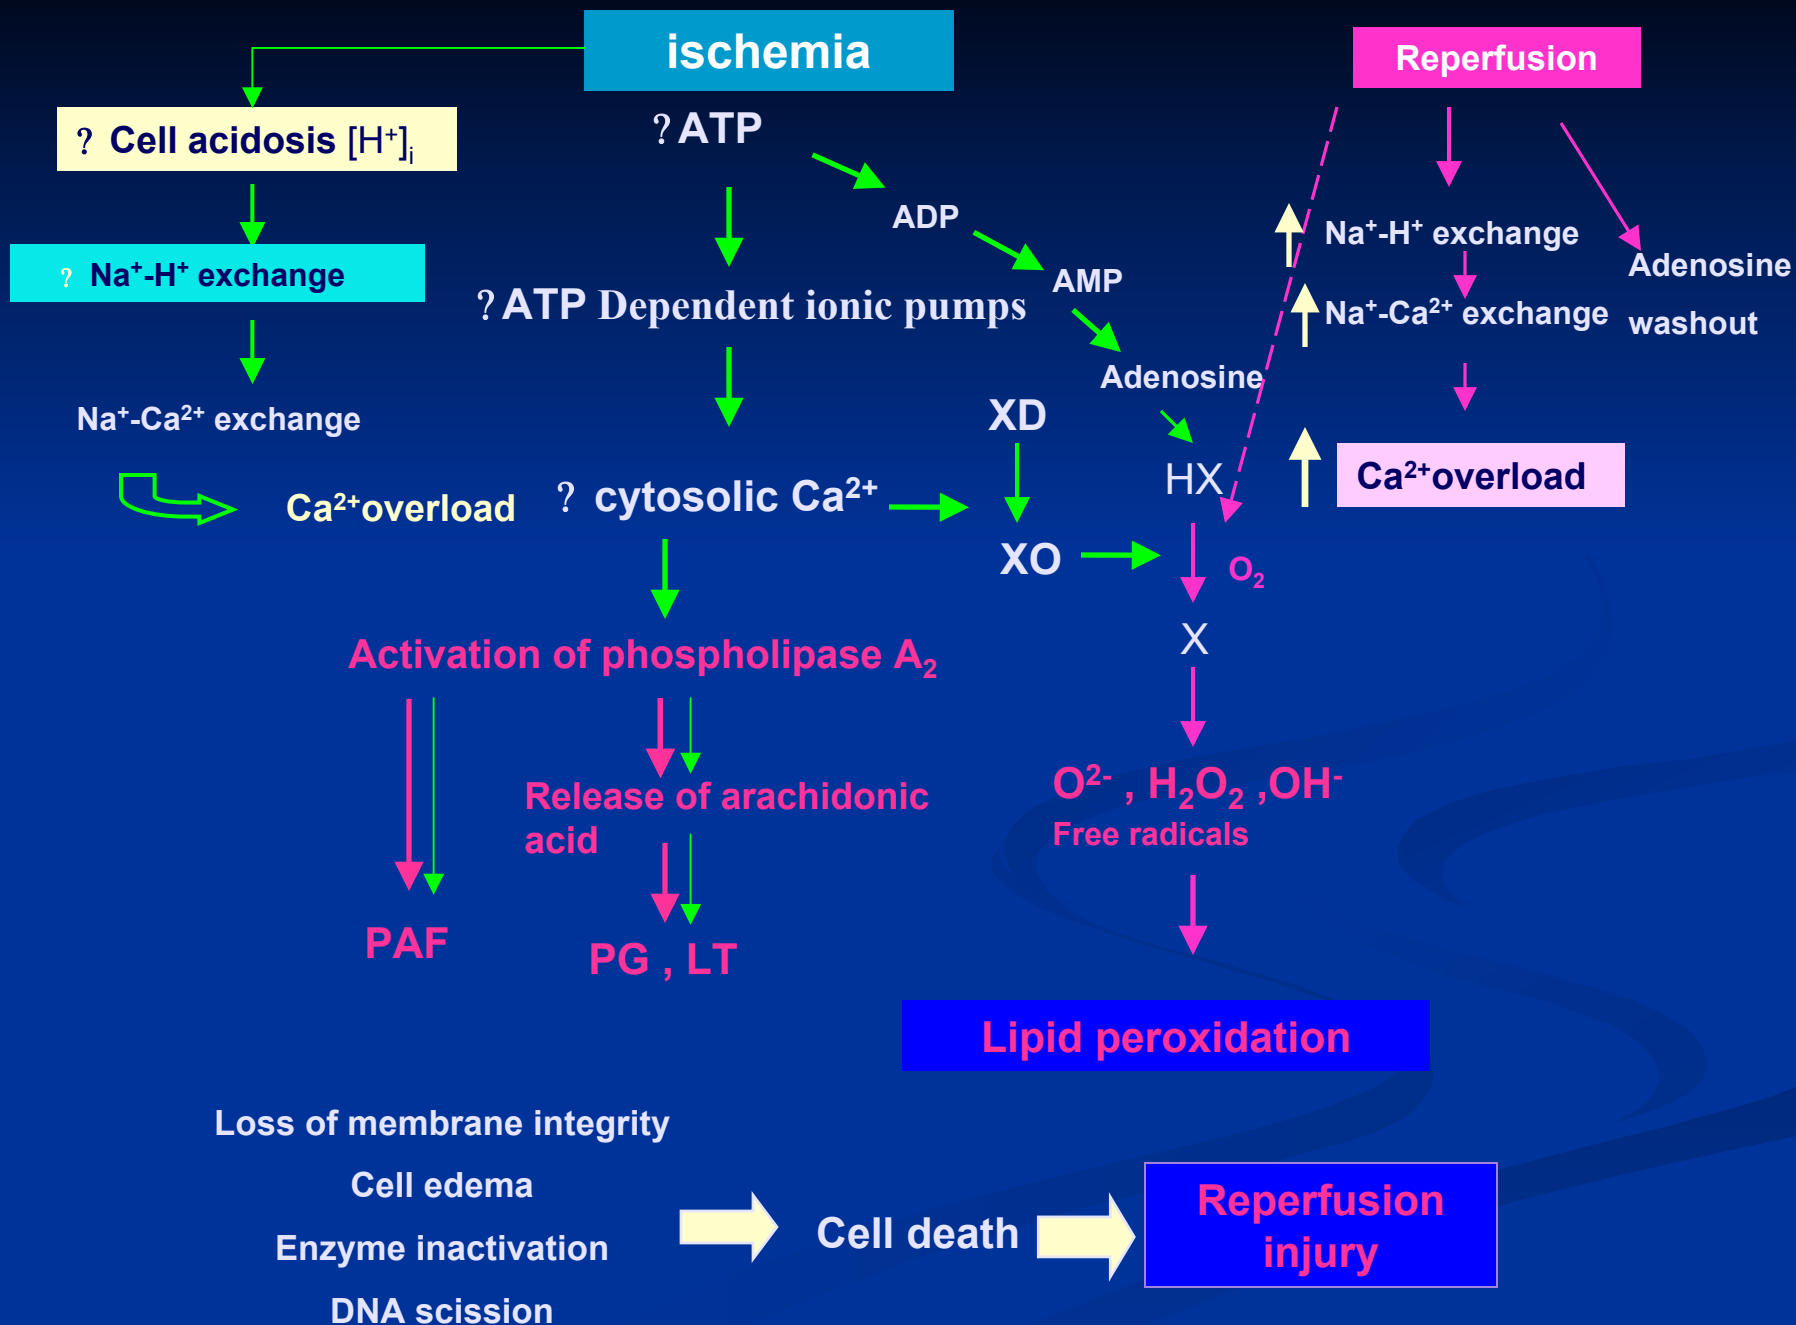 ischemia
Reperfusion
? Cell acidosis [H⁺]ᵢ
? ATP
ADP
Na⁺-H⁺ exchange
Adenosine
washout
? Na⁺-H⁺ exchange
AMP
? ATP Dependent ionic pumps
Na⁺-Ca²⁺ exchange
Adenosine
Na⁺-Ca²⁺ exchange
XD
HX
Ca²⁺overload
Ca²⁺overload
? cytosolic Ca²⁺
XO
O₂
X
Activation of phospholipase A₂
Release of arachidonic
acid
O²⁻ , H₂O₂ ,OH⁻
Free radicals
PAF
PG , LT
Lipid peroxidation
Loss of membrane integrity
Cell edema
Enzyme inactivation
DNA scission
Cell death
Reperfusion
injury